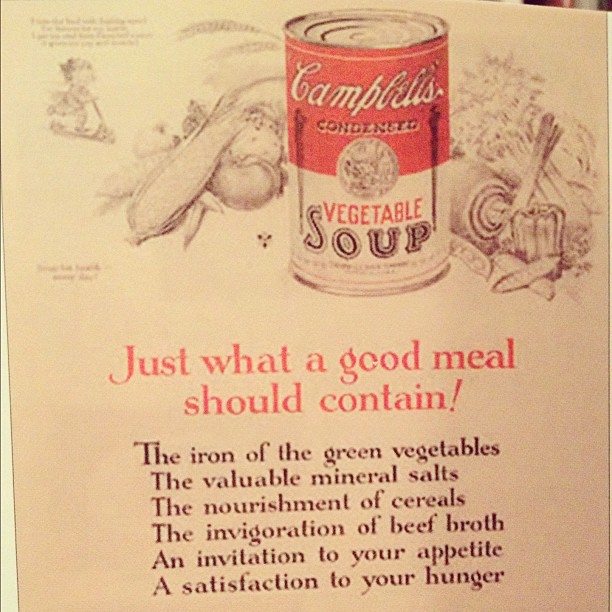 Campbell's
CONDENSED
VEGETABLE
SOUP
Just what a good meal
should contain!
The iron of the green vegetables
The valuable mineral salts
The nourishment of cereals
The invigoration of beef broth
An invitation to your appetite
A satisfaction to your hunger